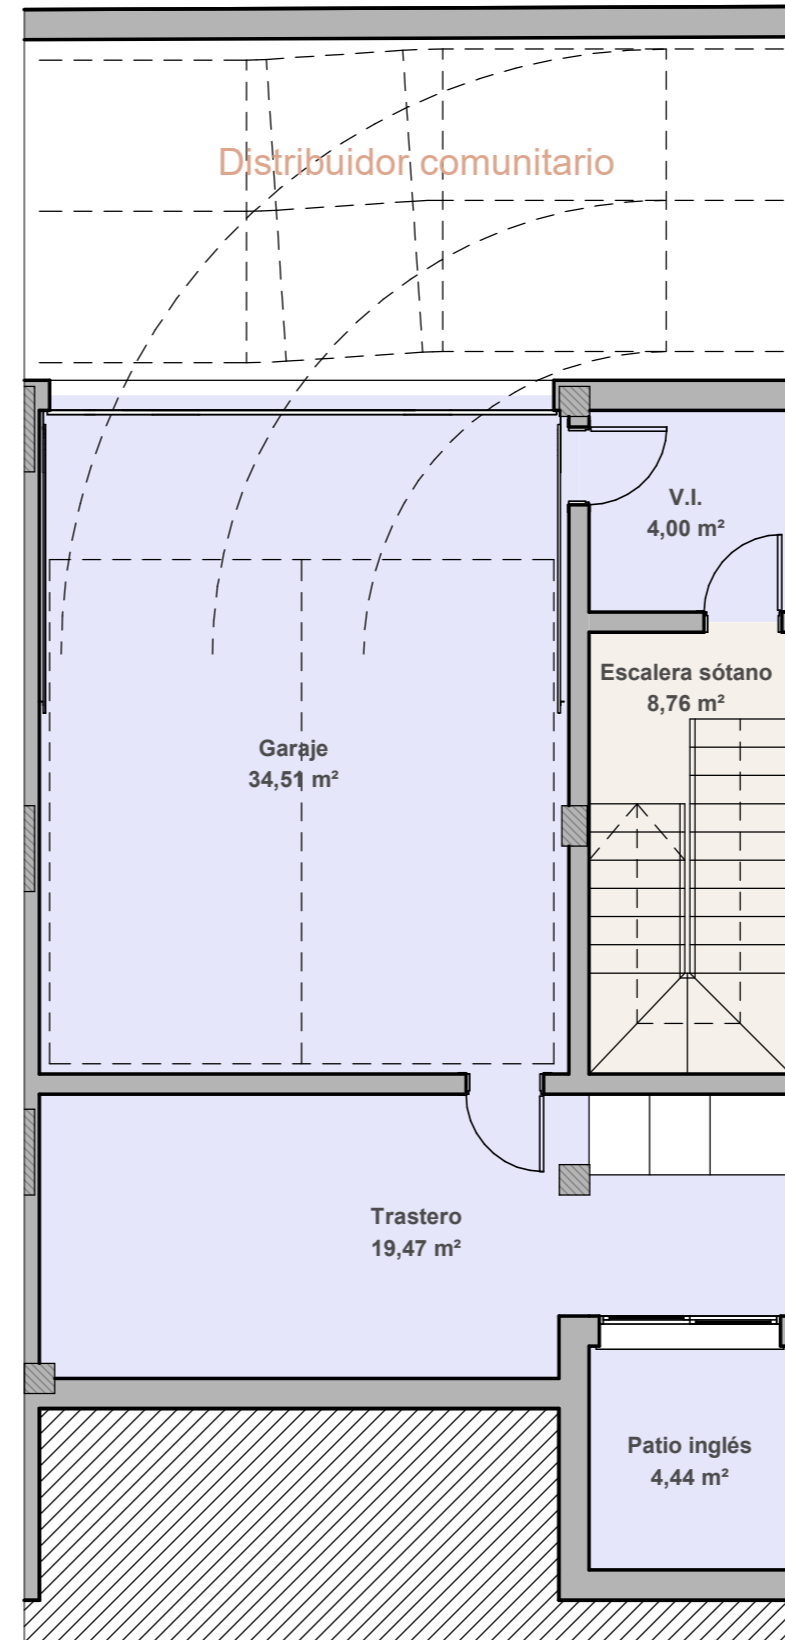 Distribuidor comunitario
V.I.
4,00 m²
Escalera sótano
8,76 m²
Garaje
34,51 m²
Trastero
19,47 m²
Patio inglés
4,44 m²